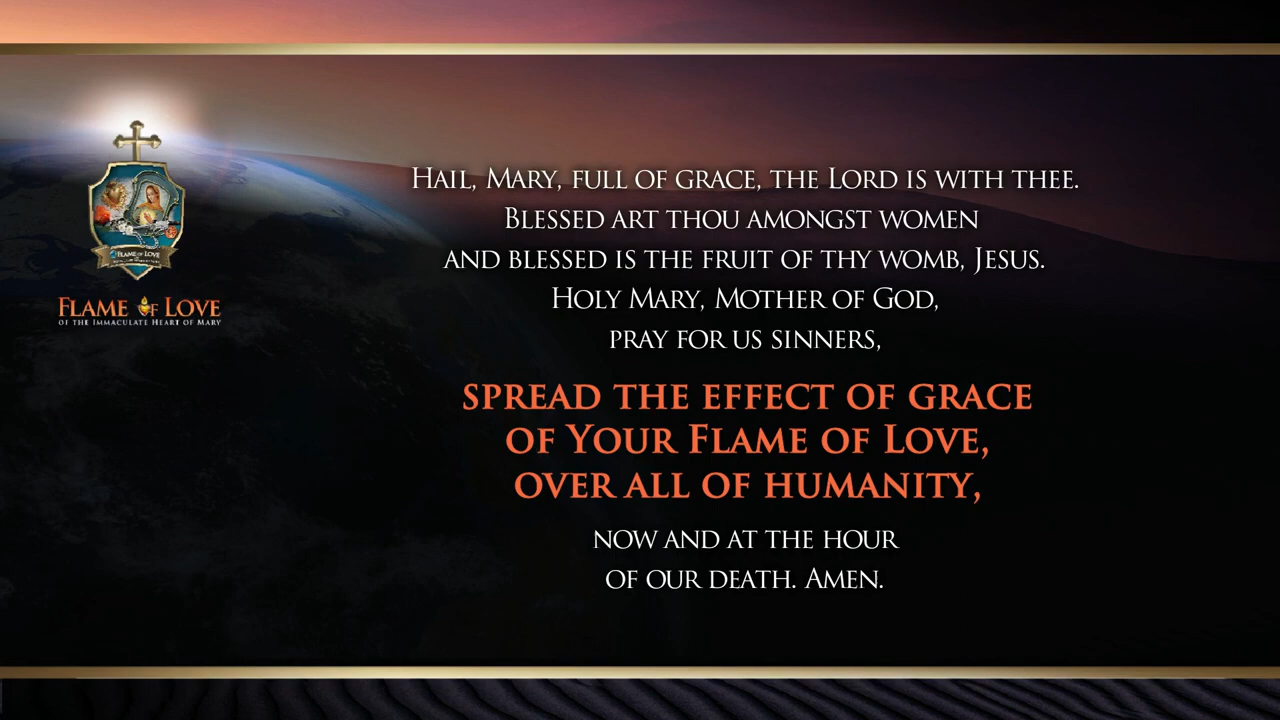 Flame of Love
of the Immaculate Heart of Mary
Flame of Love
Hail, Mary, full of grace, the Lord is with thee.
Blessed art thou amongst women
and blessed is the fruit of thy womb, Jesus.
Holy Mary, Mother of God,
pray for us sinners,
spread the effect of grace
of Your Flame of Love,
over all of humanity,
now and at the hour
of our death. Amen.